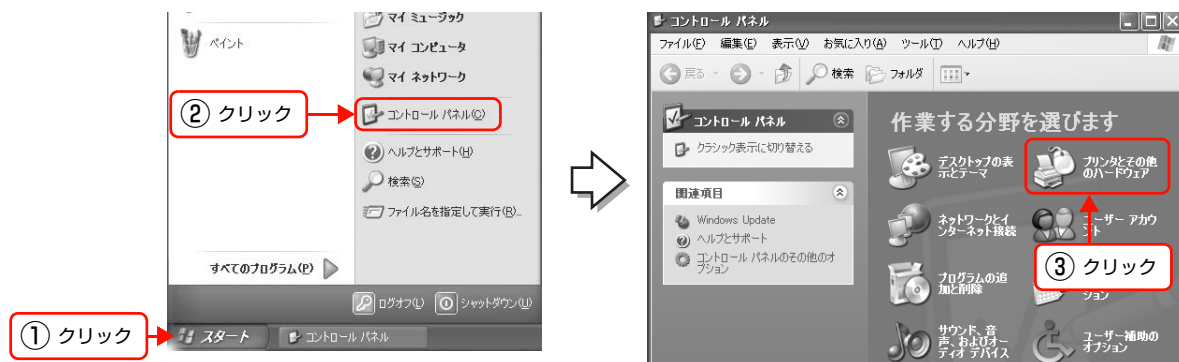 マイ ミュージック
ペイント
マイ コンピュータ
マイ ネットワーク
② クリック
コントロール パネル(C)
ヘルプとサポート(H)
検索(S)
ファイル名を指定して実行(R)...
すべてのプログラム(P)
ログオフ(L)
シャットダウン(U)
① クリック
スタート
コントロール パネル
コントロール パネル
ファイル(F) 編集(E) 表示(V) お気に入り(A) ツール(T) ヘルプ(H)
戻る
検索
フォルダ
コントロール パネル
クラシック表示に切り替える
関連項目
Windows Update
ヘルプとサポート
コントロール パネルのその他のオ
プション
作業する分野を選びます
デスクトップの表
示とテーマ
プリンタとその他
のハードウェア
ネットワークとイ
ンターネット接続
ユーザー アカウ
ント
③ クリック
プログラムの追
加と削除
ション
サウンド、音
声、およびオー
ディオ デバイス
ユーザー補助の
オプション